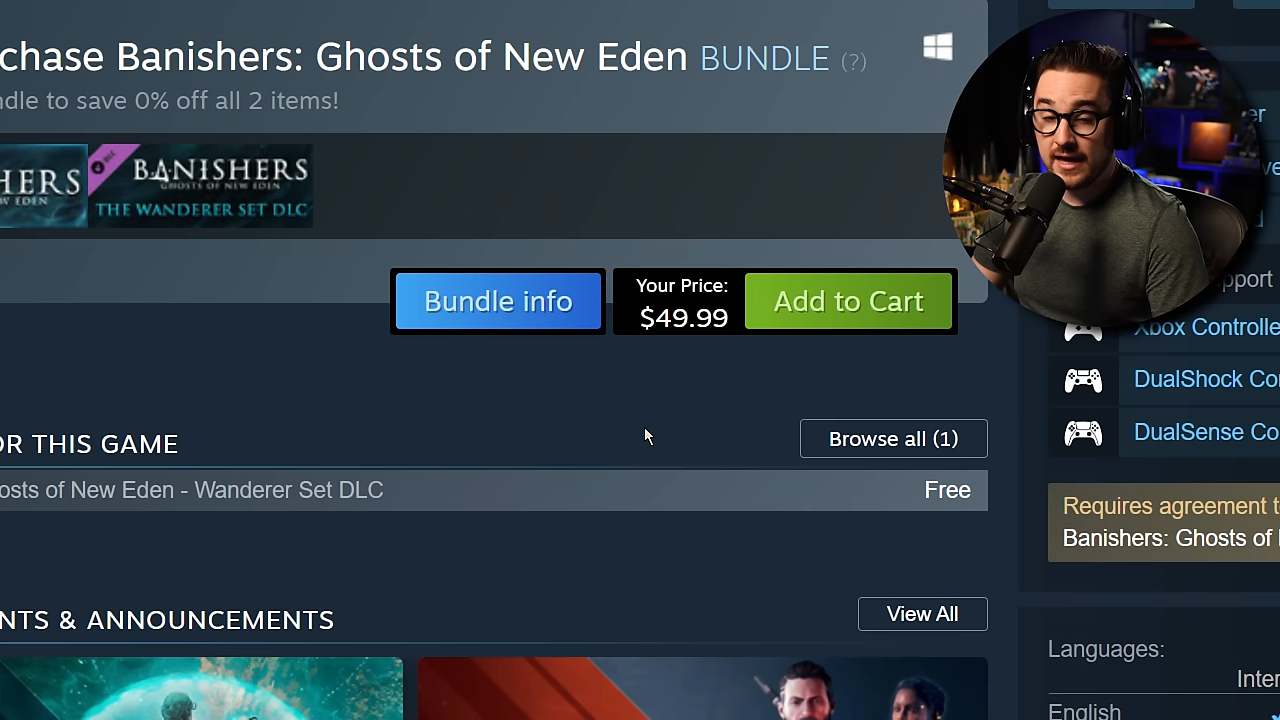 chase Banishers: Ghosts of New Eden BUNDLE (?)
ndle to save 0% off all 2 items!
HERS
W EDEN
BANISHERS
GHOSTS OF NEW EDEN
THE WANDERER SET DLC
Bundle info
Your Price:
$49.99
Add to Cart
er
ve
pport
Xbox Controlle
DualShock Co
DualSense Co
OR THIS GAME
Browse all (1)
osts of New Eden - Wanderer Set DLC
Free
Requires agreement t
Banishers: Ghosts of
NTS & ANNOUNCEMENTS
View All
Languages:
Inter
English